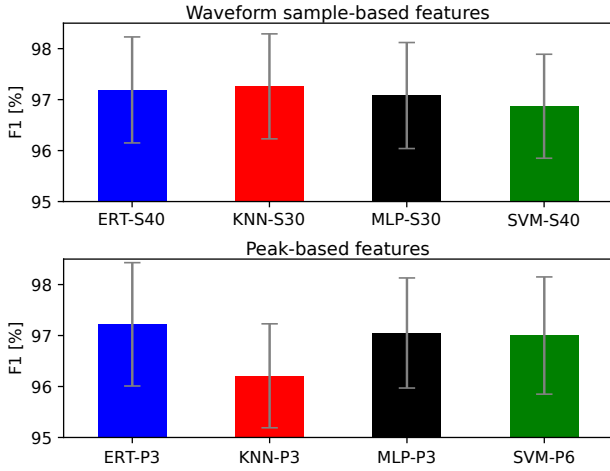 Waveform sample-based features
F1 [%]
98
97
96
95
ERT-S40 KNN-S30 MLP-S30 SVM-S40
Peak-based features
F1 [%]
98
97
96
95
ERT-P3 KNN-P3 MLP-P3 SVM-P6